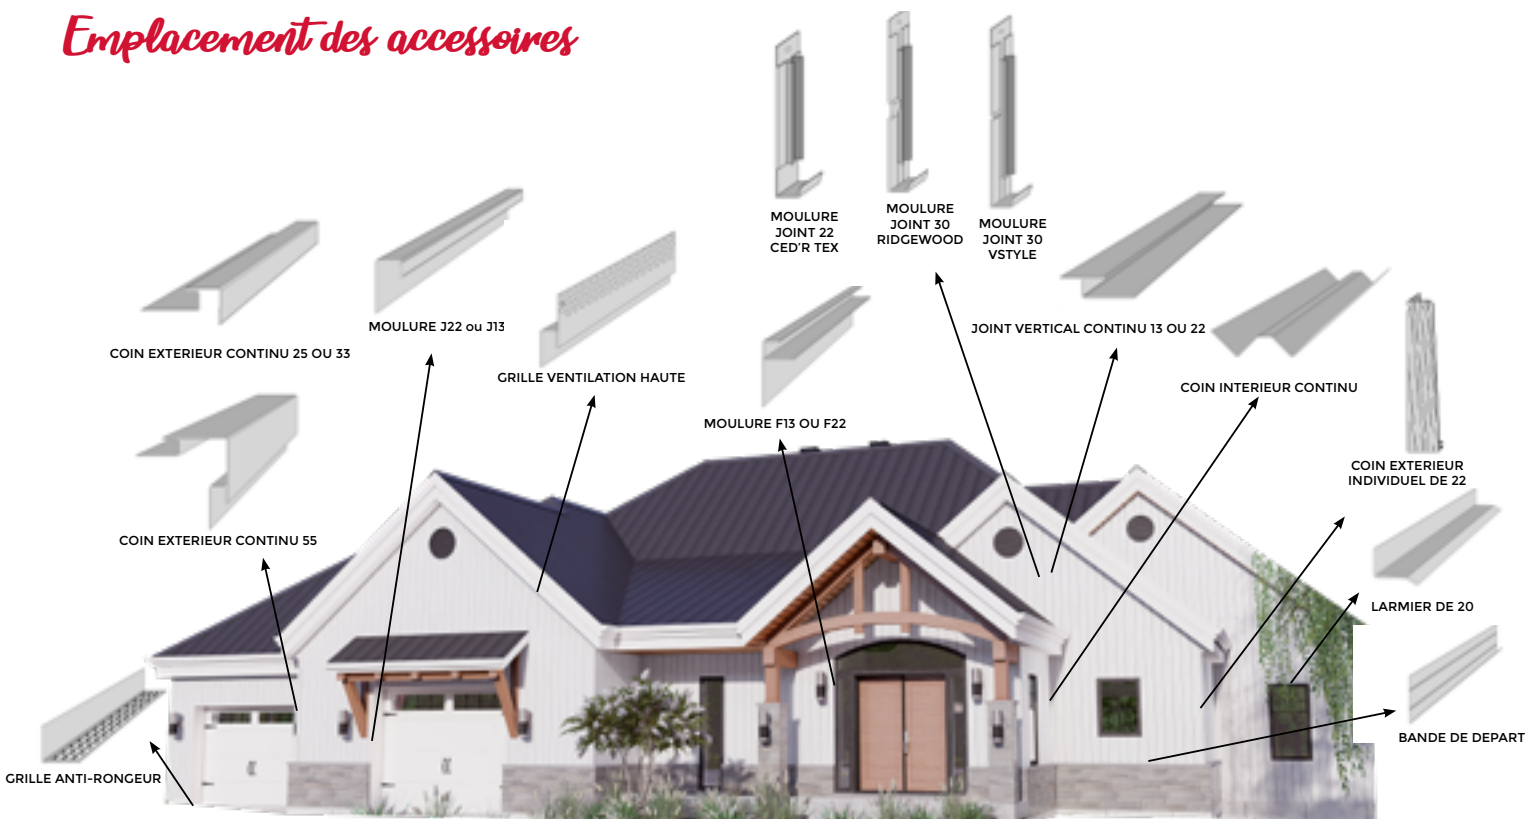 Emplacement des accessoires
MOULURE
JOINT 22
CED'R TEX
MOULURE
JOINT 30
RIDGEWOOD
MOULURE
JOINT 30
VSTYLE
COIN EXTERIEUR CONTINU 25 OU 33
MOULURE J22 ou J13
GRILLE VENTILATION HAUTE
MOULURE F13 OU F22
JOINT VERTICAL CONTINU 13 OU 22
COIN INTERIEUR CONTINU
COIN EXTERIEUR
INDIVIDUEL DE 22
COIN EXTERIEUR CONTINU 55
LARMIER DE 20
BANDE DE DEPART
GRILLE ANTI-RONGEUR